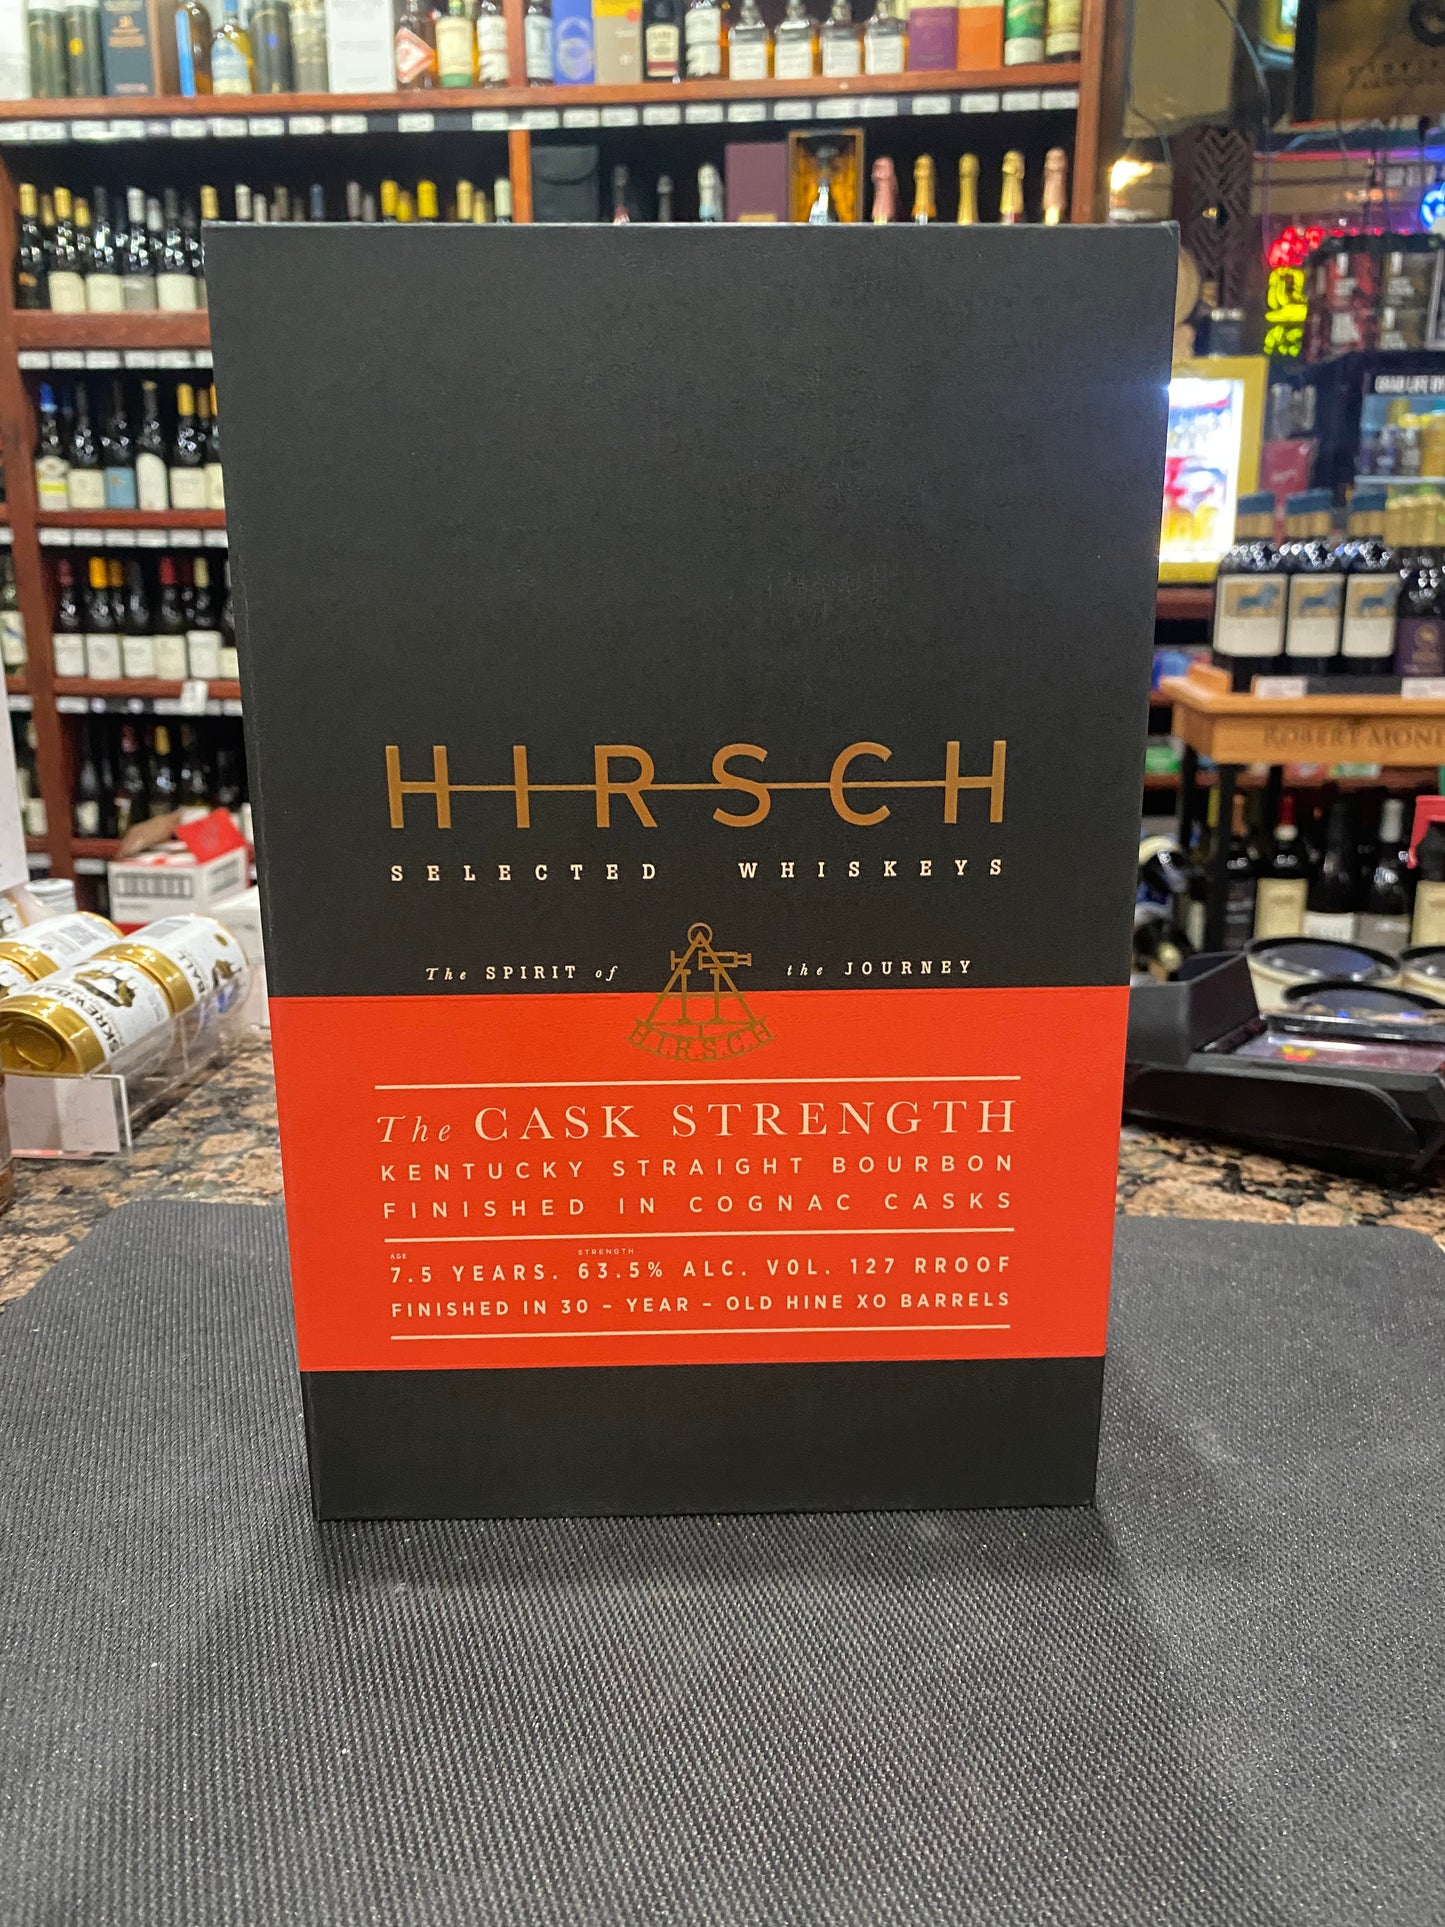 HIRSCH
SELECTED WHISKEYS
The SPIRIT of the JOURNEY
H.I.R.S.C.H
The CASK STRENGTH
KENTUCKY STRAIGHT BOURBON
FINISHED IN COGNAC CASKS
AGE STRENGTH
7.5 YEARS. 63.5% ALC. VOL. 127 RROOF
FINISHED IN 30 - YEAR - OLD HINE XO BARRELS
SKREWBALL